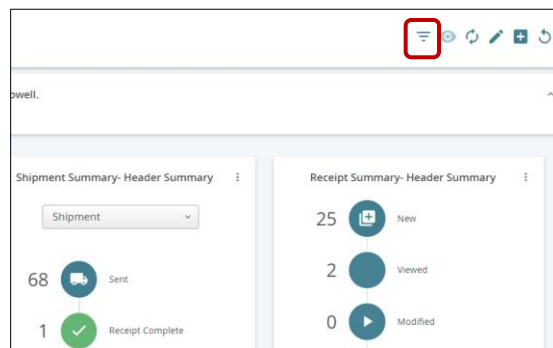 owell.
Shipment Summary- Header Summary
Shipment
68 Sent
1 Receipt Complete
Receipt Summary- Header Summary
25 New
2 Viewed
0 Modified